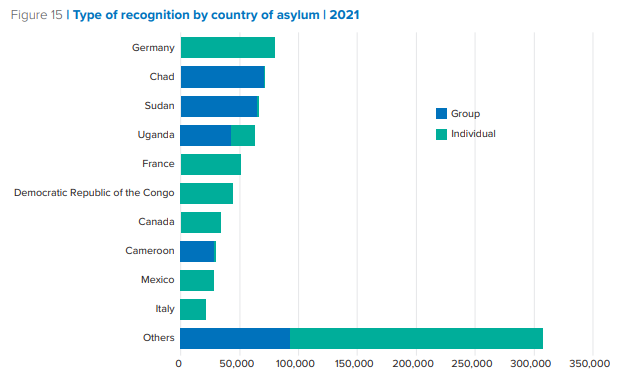 Figure 15 | Type of recognition by country of asylum | 2021
Germany
Chad
Sudan
Uganda
France
Democratic Republic of the Congo
Canada
Cameroon
Mexico
Italy
Others
Group
Individual
0 50,000 100,000 150,000 200,000 250,000 300,000 350,000